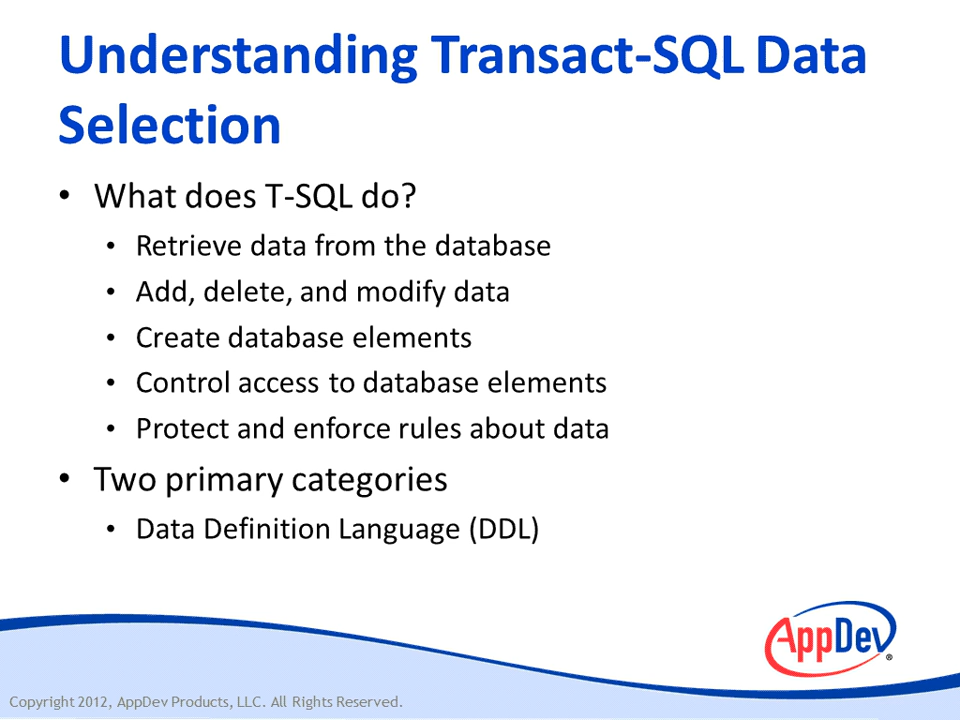 Understanding Transact-SQL Data
Selection
• What does T-SQL do?
• Retrieve data from the database
• Add, delete, and modify data
• Create database elements
• Control access to database elements
• Protect and enforce rules about data
• Two primary categories
• Data Definition Language (DDL)
AppDev®
Copyright 2012, AppDev Products, LLC. All Rights Reserved.